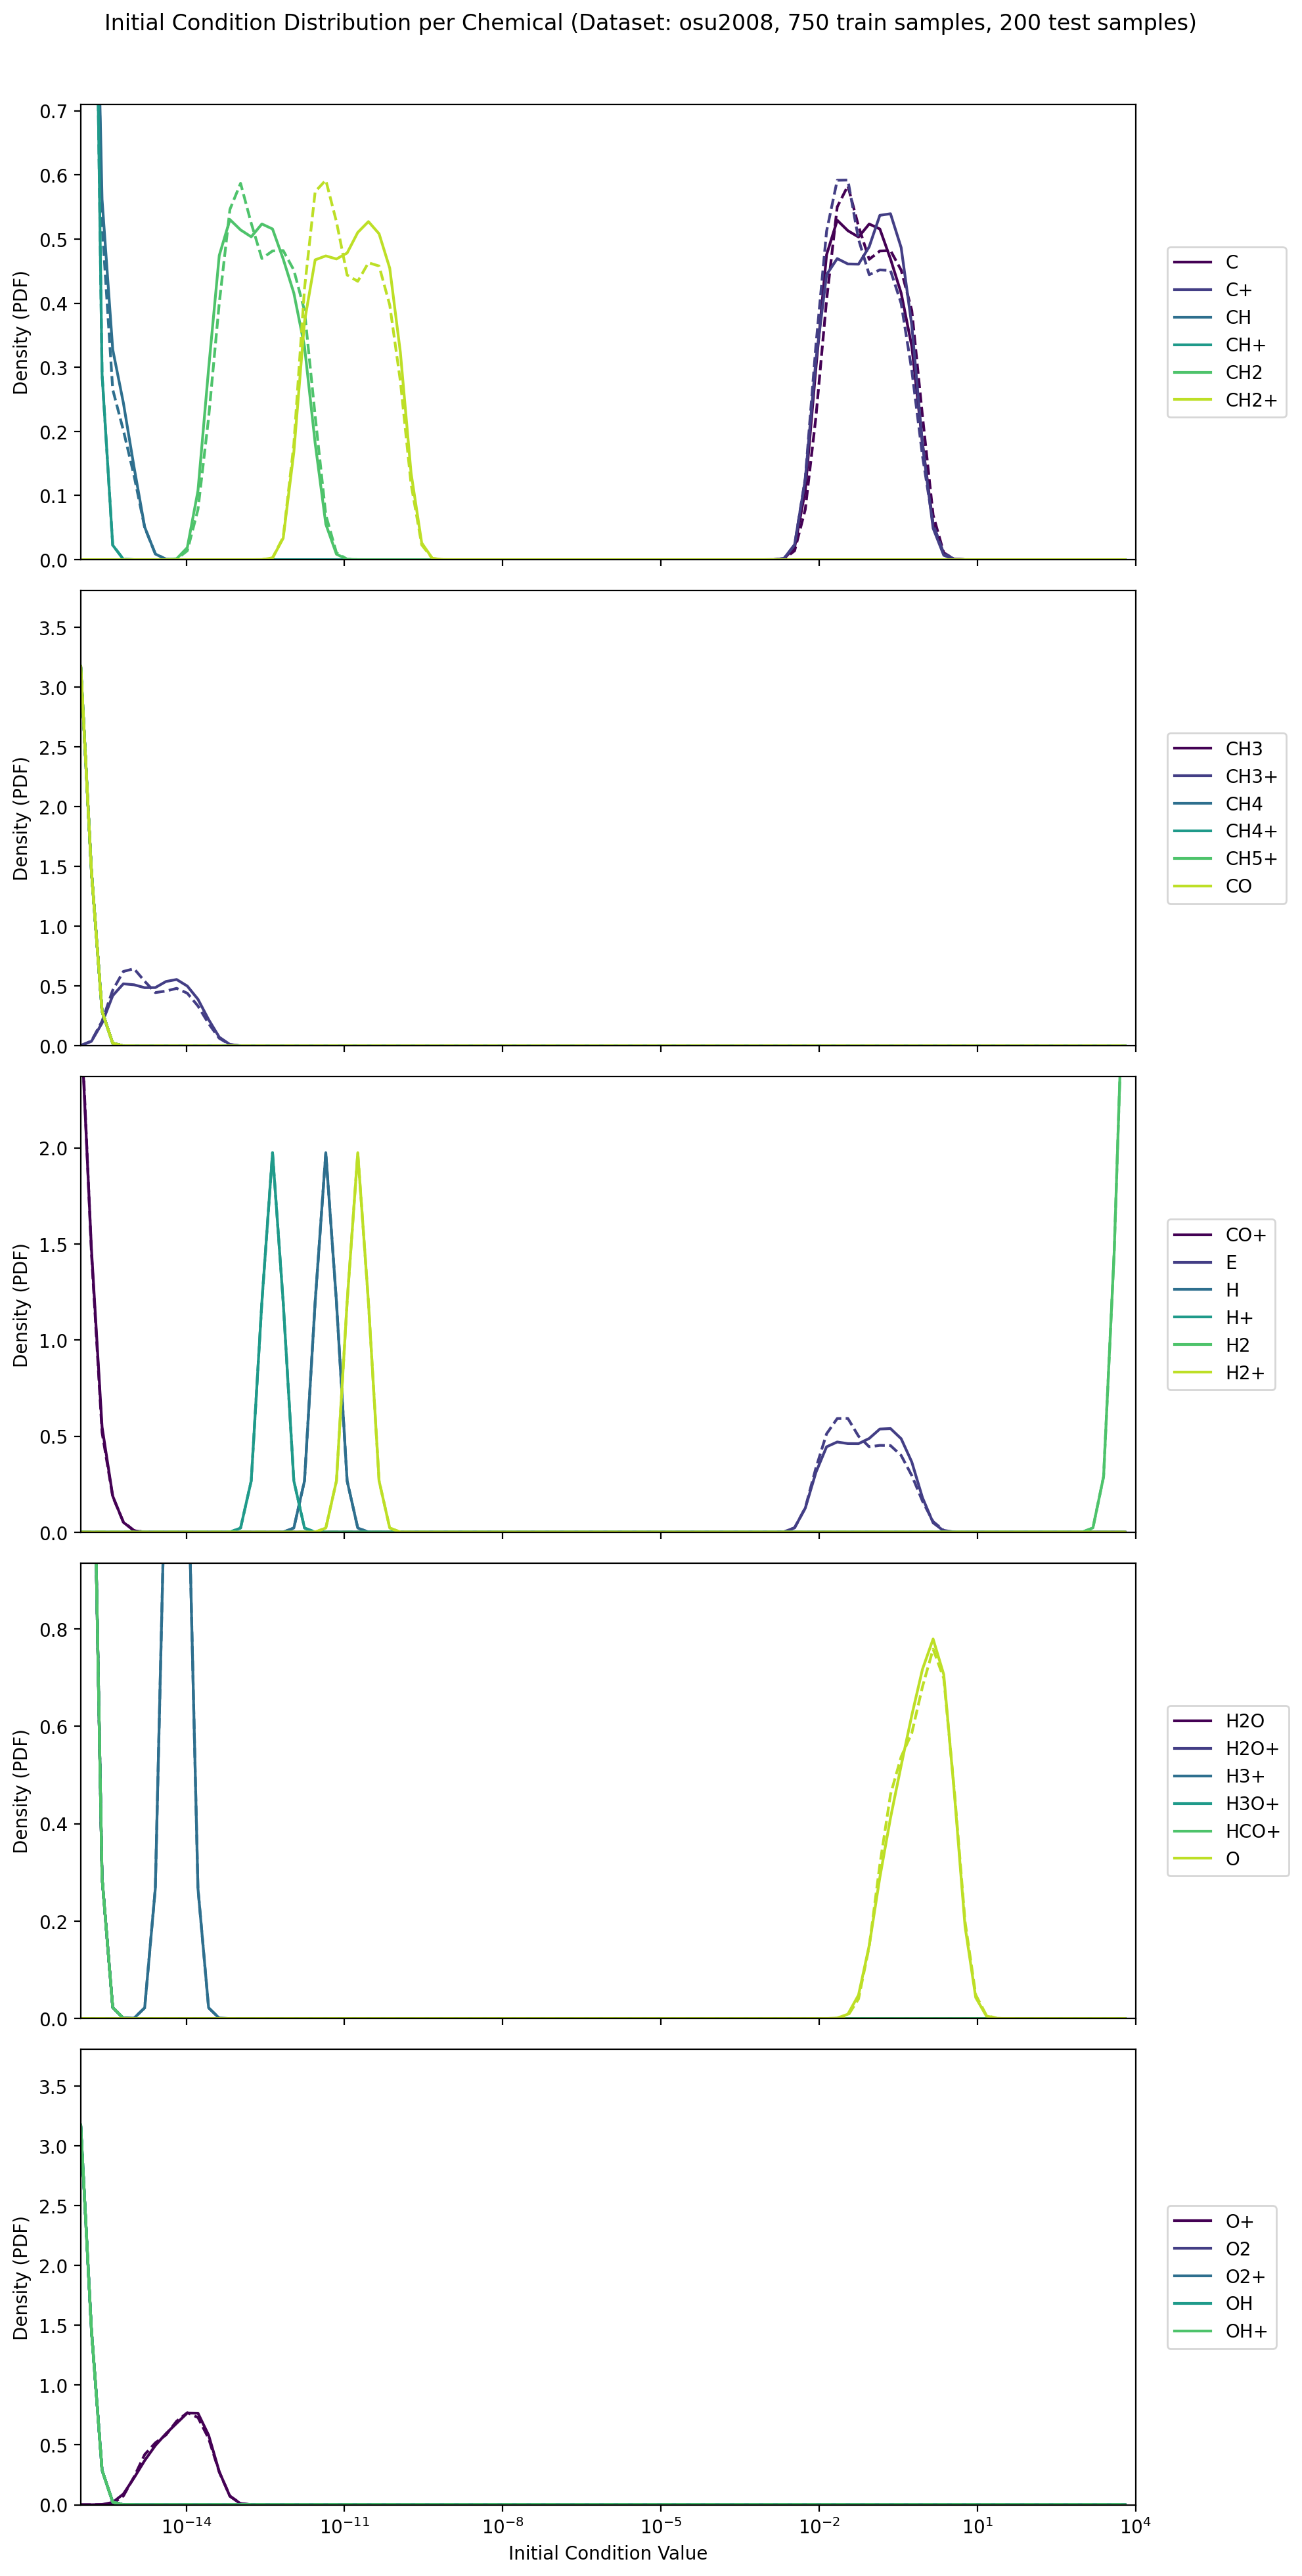 Initial Condition Distribution per Chemical (Dataset: osu2008, 750 train samples, 200 test samples)
0.7
0.6
0.5
0.4
0.3
0.2
0.1
0.0
Density (PDF)
C
C+
CH
CH+
CH2
CH2+
3.5
3.0
2.5
2.0
1.5
1.0
0.5
0.0
Density (PDF)
CH3
CH3+
CH4
CH4+
CH5+
CO
2.0
1.5
1.0
0.5
0.0
Density (PDF)
CO+
E
H
H+
H2
H2+
0.8
0.6
0.4
0.2
0.0
Density (PDF)
H2O
H2O+
H3+
H3O+
HCO+
O
3.5
3.0
2.5
2.0
1.5
1.0
0.5
0.0
Density (PDF)
O+
O2
O2+
OH
OH+
10⁻¹⁴ 10⁻¹¹ 10⁻⁸ 10⁻⁵ 10⁻² 10¹ 10⁴
Initial Condition Value